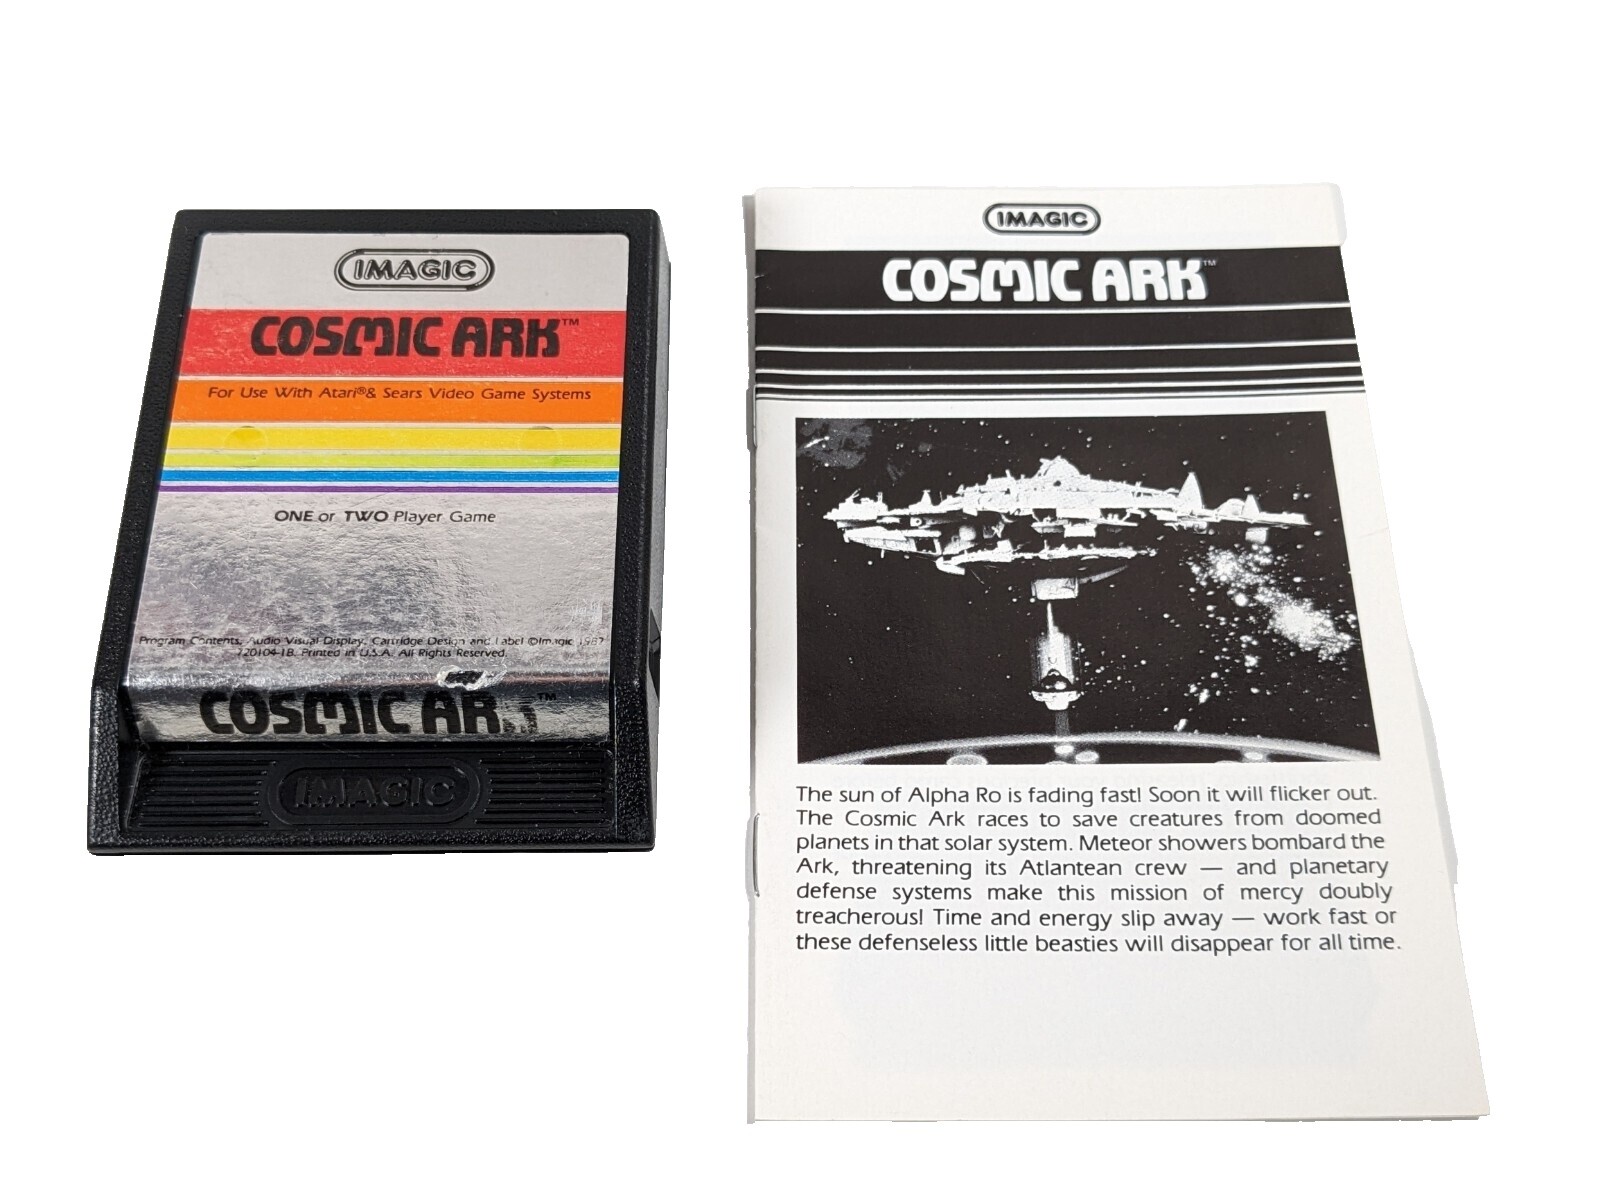 IMAGIC
COSMIC ARK™
For Use With Atari®& Sears Video Game Systems
ONE or TWO Player Game
Program Contents, Audio Visual Display, Cartridge Design and Label ©Imagic
720104-1B. Printed in U.S.A. All Rights Reserved.
COSMIC AR ™
IMAGIC
IMAGIC
COSMIC ARK™
The sun of Alpha Ro is fading fast! Soon it will flicker out.
The Cosmic Ark races to save creatures from doomed
planets in that solar system. Meteor showers bombard the
Ark, threatening its Atlantean crew — and planetary
defense systems make this mission of mercy doubly
treacherous! Time and energy slip away — work fast or
these defenseless little beasties will disappear for all time.